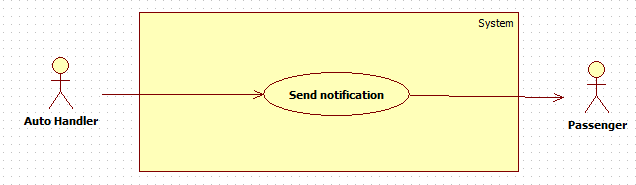 System
Send notification
Auto Handler
Passenger